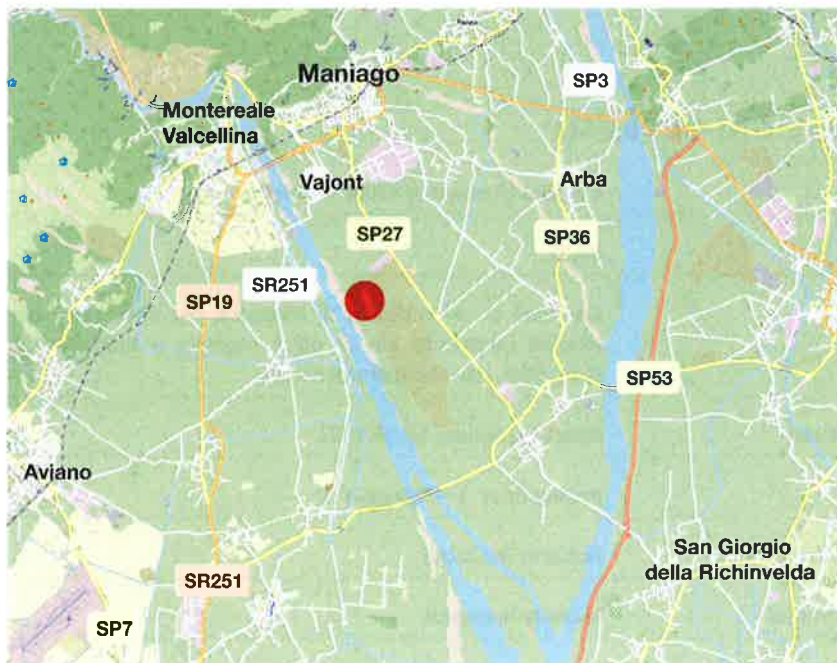 Maniago
SP3
Montereale
Valcellina
Vajont
Arba
SP27
SP36
SR251
SP19
SP53
Aviano
San Giorgio
della Richinvelda
SR251
SP7